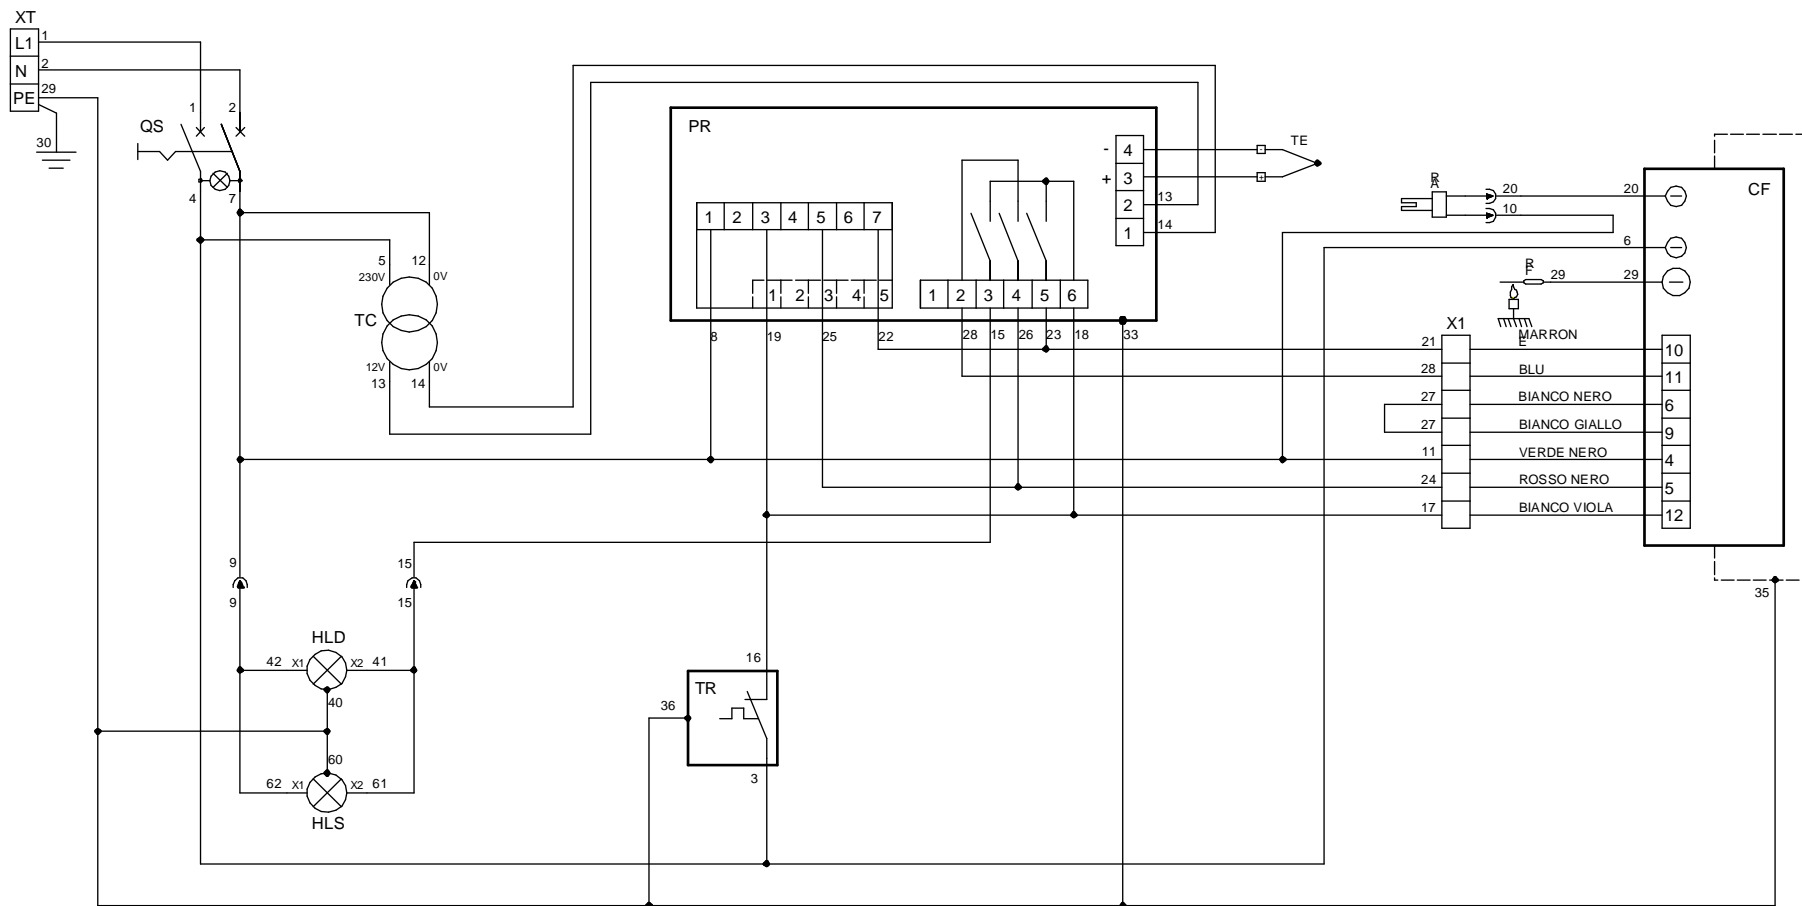 XT
L1 1
N 2
PE 29
30
QS
1 2
4 7
5 12
230V 0V
TC
12V 0V
13 14
PR
1 2 3 4 5 6 7
1 2 3 4 5
8 19 25 22
1 2 3 4 5 6
28 15 26 23 18 33
- 4
+ 3
2 13
1 14
TE
- +
RA
20 20
10
6
RF
29 29
CF
X1
21 MARRONE 10
28 BLU 11
27 BIANCO NERO 6
27 BIANCO GIALLO 9
11 VERDE NERO 4
24 ROSSO NERO 5
17 BIANCO VIOLA 12
35
9 15
9 15
HLD
42 X1 X2 41
40
60
62 X1 X2 61
HLS
16
TR
36
3